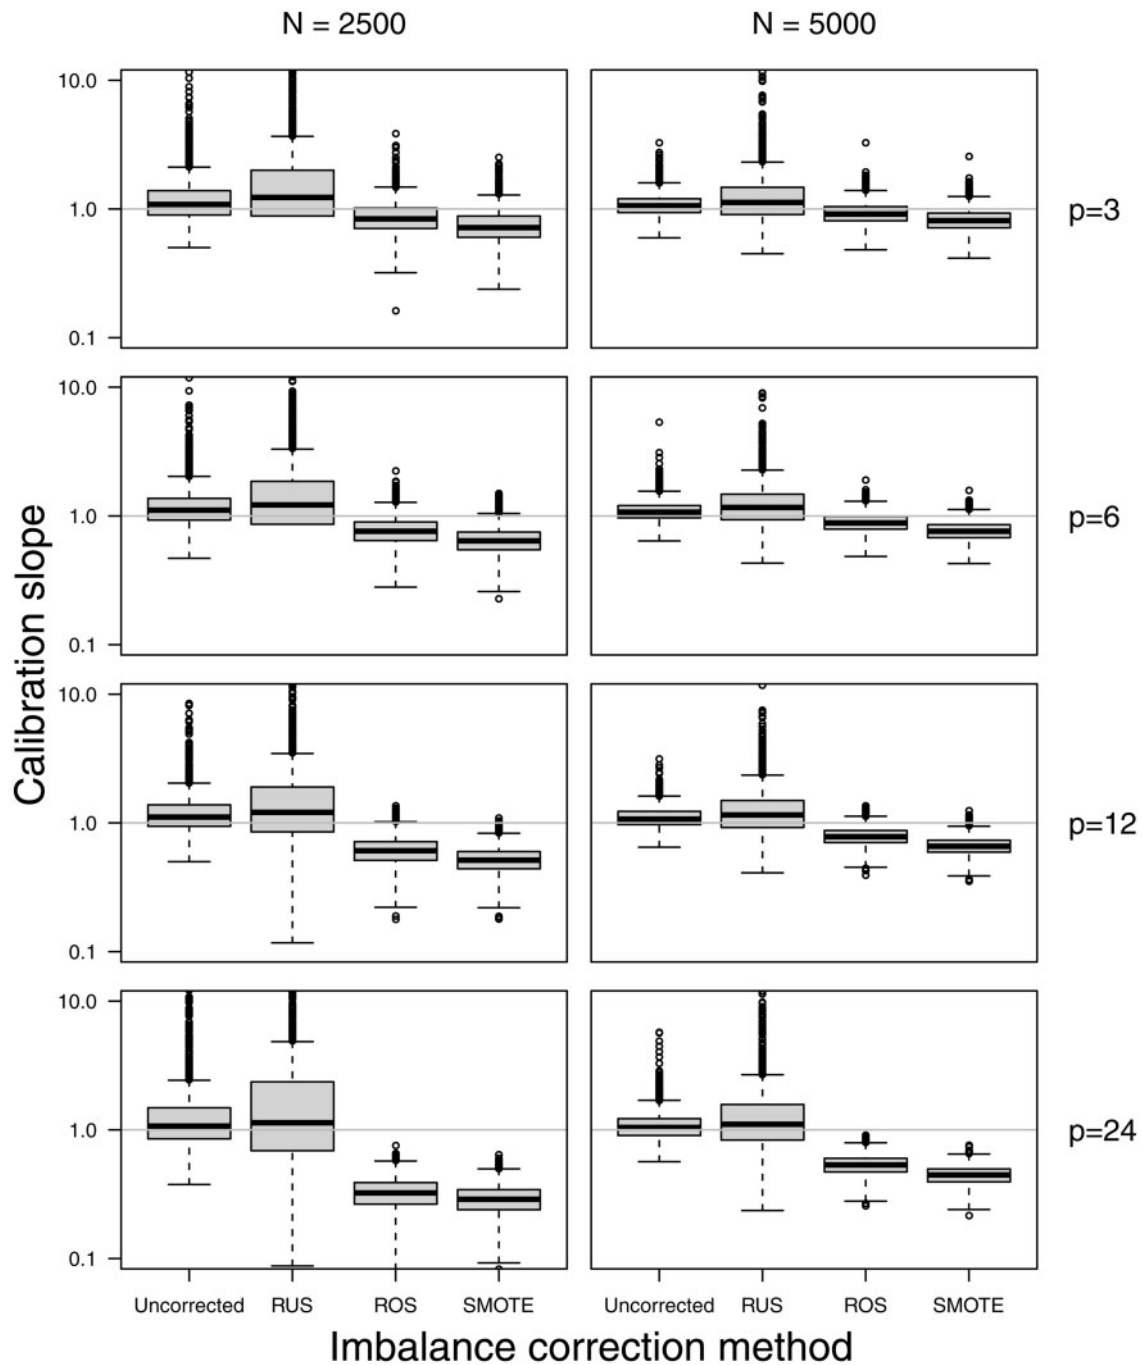 N = 2500
N = 5000
10.0
1.0
0.1
p=3
10.0
1.0
0.1
p=6
10.0
1.0
0.1
p=12
10.0
1.0
0.1
p=24
Calibration slope
Uncorrected RUS ROS SMOTE
Uncorrected RUS ROS SMOTE
Imbalance correction method